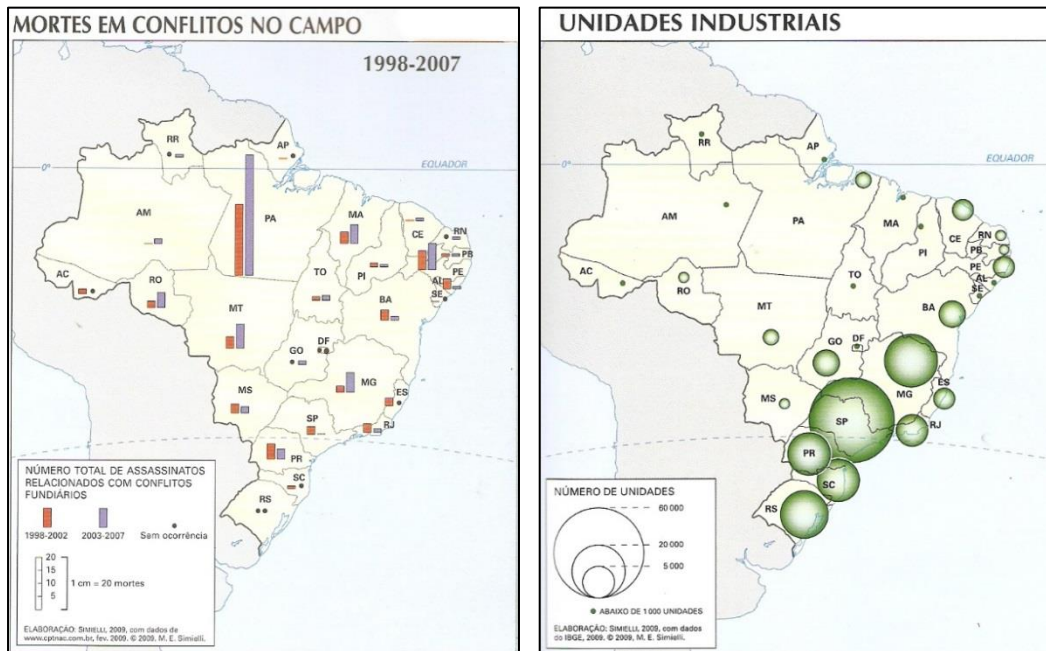 MORTES EM CONFLITOS NO CAMPO
1998-2007
RR
AP
0°
EQUADOR
AM
PA
MA
CE
RN
PB
PE
AL
SE
PI
AC
RO
TO
BA
MT
GO
DF
MG
ES
MS
SP
RJ
PR
SC
RS
NÚMERO TOTAL DE ASSASSINATOS
RELACIONADOS COM CONFLITOS
FUNDIÁRIOS
1998-2002
2003-2007
Sem ocorrência
20
15
10
5
1 cm = 20 mortes
ELABORAÇÃO: SIMIELLI, 2009, com dados de
www.cptnac.com.br, fev. 2009. © 2009, M. E. Simielli.
UNIDADES INDUSTRIAIS
RR
AP
EQUADOR
0°
AM
PA
MA
CE
RN
PB
PE
AL
SE
PI
AC
RO
TO
BA
MT
GO
DF
MG
ES
MS
SP
RJ
PR
SC
RS
NÚMERO DE UNIDADES
60 000
20 000
5 000
ABAIXO DE 1 000 UNIDADES
ELABORAÇÃO: SIMIELLI, 2009, com dados
do IBGE, 2009. © 2009, M. E. Simielli.